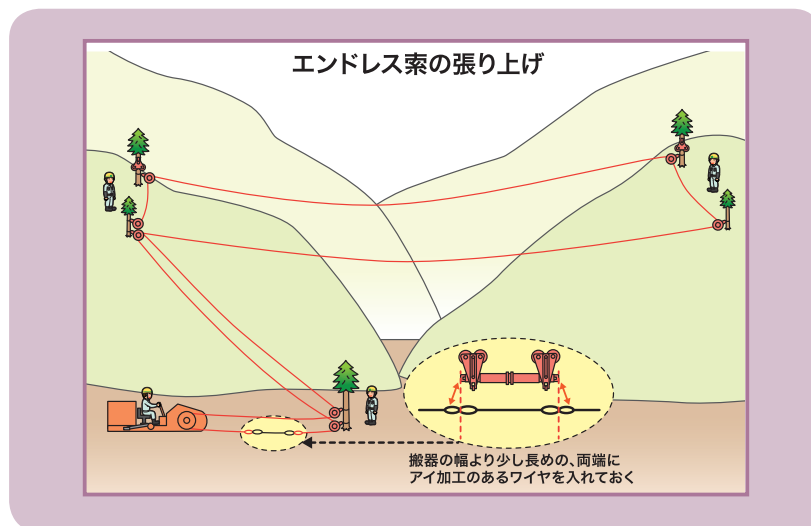 エンドレス索の張り上げ
搬器の幅より少し長めの、両端に
アイ加工のあるワイヤを入れておく